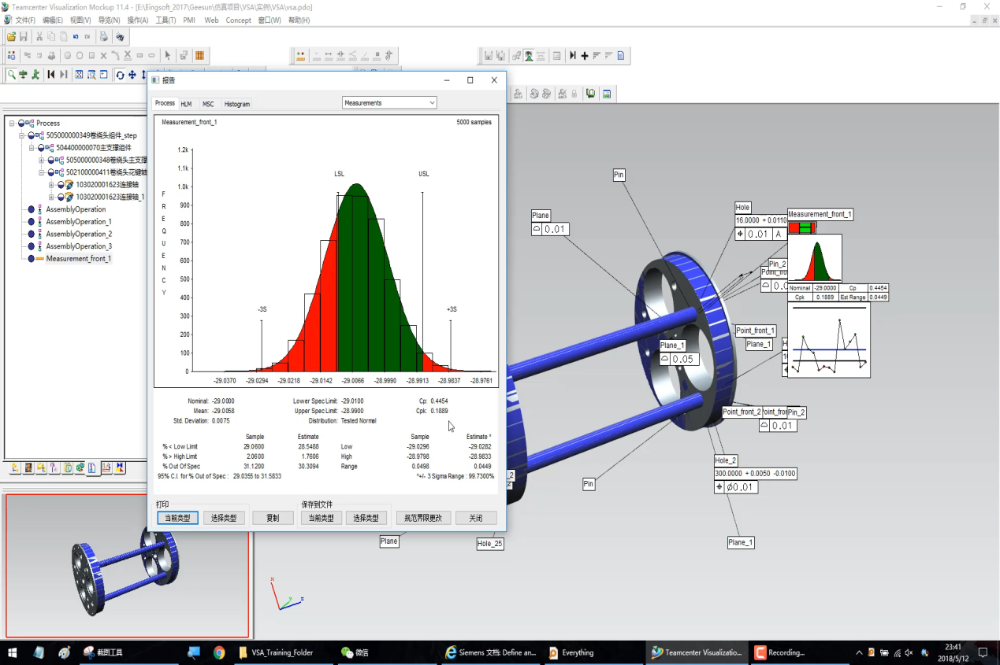 Teamcenter Visualization Mockup 11.4 - [E:\Eingsoft_2017\Geesun\仿真项目\VSA\实例\VSA\vsa.pdo]
文件(F) 编辑(E) 视图(V) 导览(N) 操作(A) 工具(T) PMI Web Concept 窗口(W) 帮助(H)
报告
Process HLM MSC Histogram Measurements
Measurement_front_1 5000 samples
1.2k
1.1k
1.0k
900
800
700
600
500
400
300
200
100
0
FREQUENCY
LSL USL
-3S +3S
-29.0370 -29.0294 -29.0218 -29.0142 -29.0066 -28.9990 -28.9913 -28.9837 -28.9761
Nominal: -29.0000 Lower Spec Limit: -29.0100 Cp: 0.4454
Mean: -29.0058 Upper Spec Limit: -28.9900 Cpk: 0.1889
Std. Deviation: 0.0075 Distribution: Tested Normal
Sample Estimate Sample Estimate *
% < Low Limit 29.0600 28.5488 Low -29.0296 -29.0282
% > High Limit 2.0600 1.7606 High -28.9798 -28.9833
% Out Of Spec 31.1200 30.3094 Range 0.0498 0.0449
95% C.I. for % Out of Spec : 29.0355 to 31.5833 *+/- 3 Sigma Range : 99.7300%
打印 保存到文件
当前类型 选择类型 复制 当前类型 选择类型 规范界限更改 关闭
Process
505000000349卷绕头组件_step
504400000070主支撑组件
505000000348卷绕头主支撑
502100000411卷绕头花键轴
103020001623连接轴
103020001623连接轴_1
AssemblyOperation
AssemblyOperation_1
AssemblyOperation_2
AssemblyOperation_3
Measurement_front_1
Pin
Plane
0.01
Hole
16.0000 + 0.0110
0.01 A
Measurement_front_1
Pin_2
Nominal -29.0000 Cp 0.4454
Cpk 0.1889 Est Range 0.0449
Point_front_1
Plane_1
Plane_1
0.05
Point_front_2 Pin_2
0.01
Hole_2
300.0000 + 0.0050 -0.0100
Ø0.01
Pin
Plane
Hole_25
Plane_1
X
Y
Z
截图工具 VSA_Training_Folder 微信 Siemens 文档: Define an... Everything Teamcenter Visualizatio... Recording...
23:41
2018/5/12